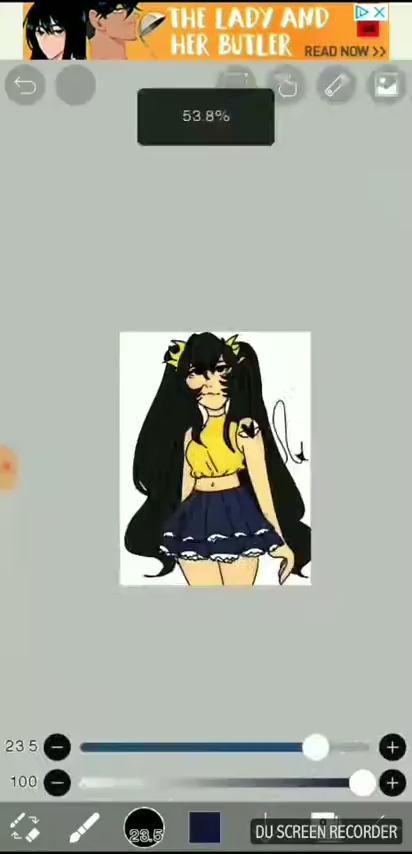 THE LADY AND
HER BUTLER
READ NOW >>
53.8%
23.5
100
23.5
DU SCREEN RECORDER